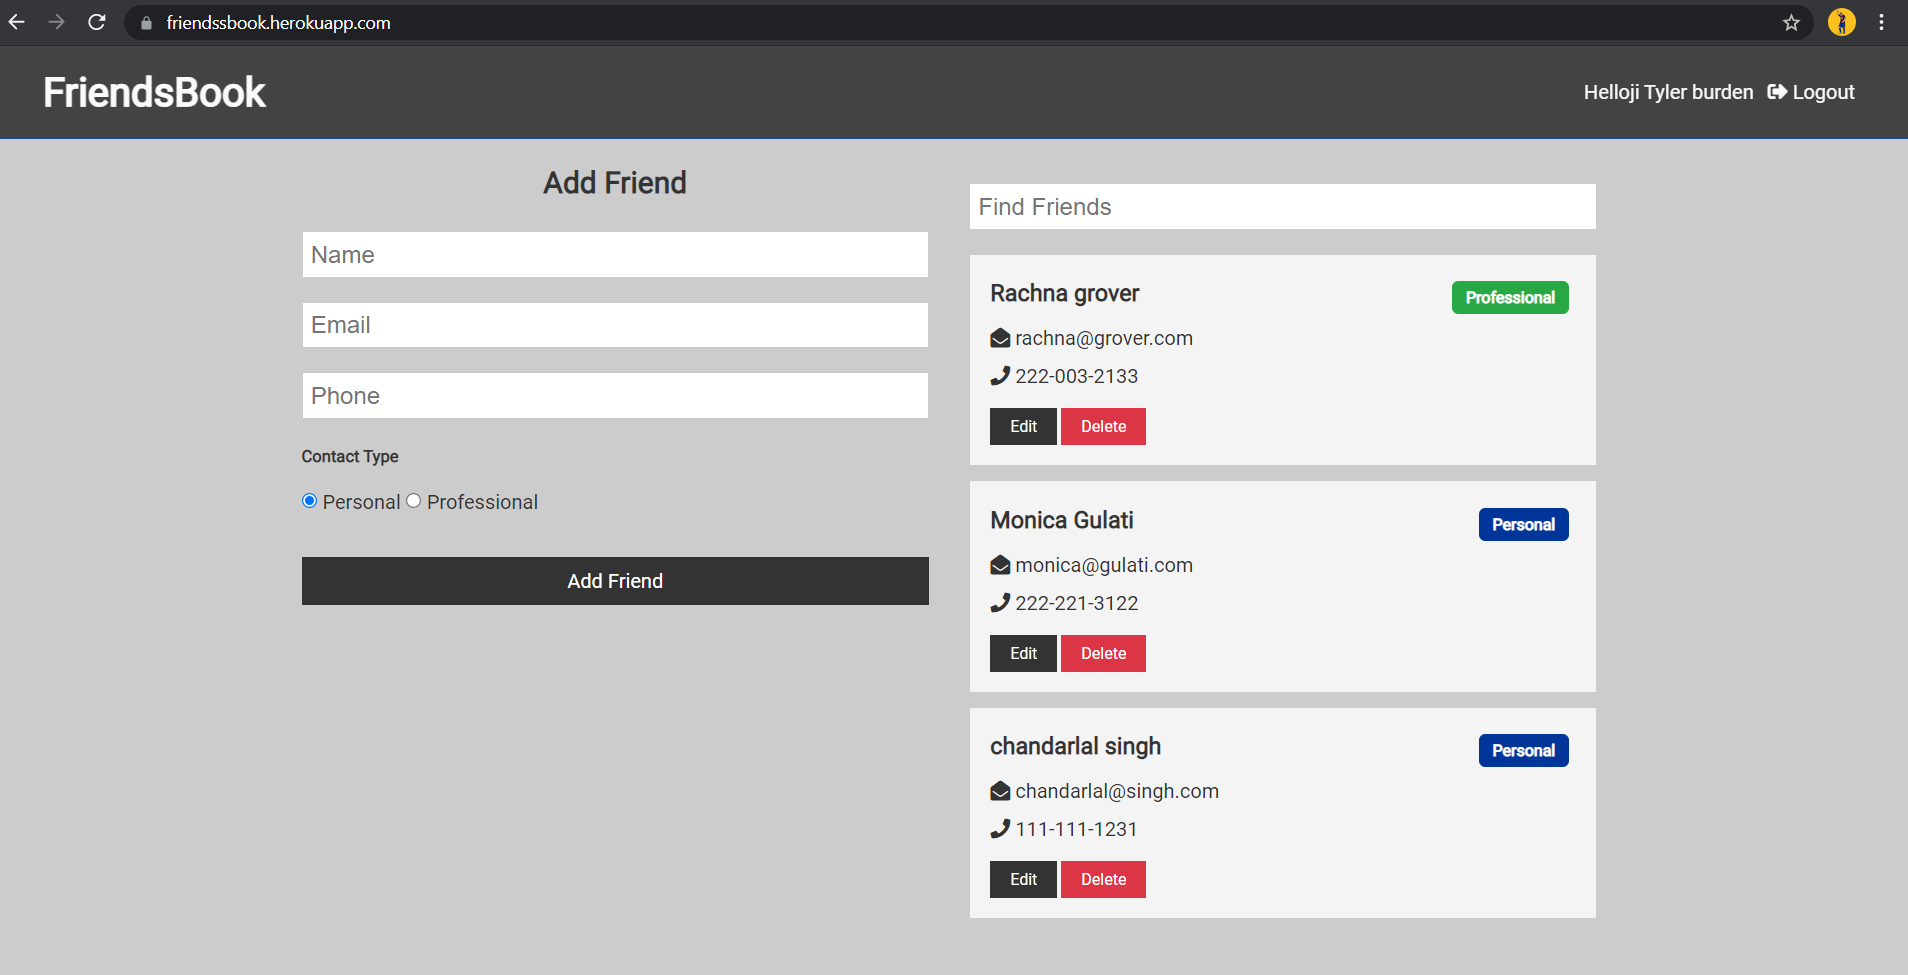 friendssbook.herokuapp.com
FriendsBook
Helloji Tyler burden Logout
Add Friend
Name
Email
Phone
Contact Type
Personal Professional
Add Friend
Find Friends
Rachna grover
Professional
rachna@grover.com
222-003-2133
Edit Delete
Monica Gulati
Personal
monica@gulati.com
222-221-3122
Edit Delete
chandarlal singh
Personal
chandarlal@singh.com
111-111-1231
Edit Delete